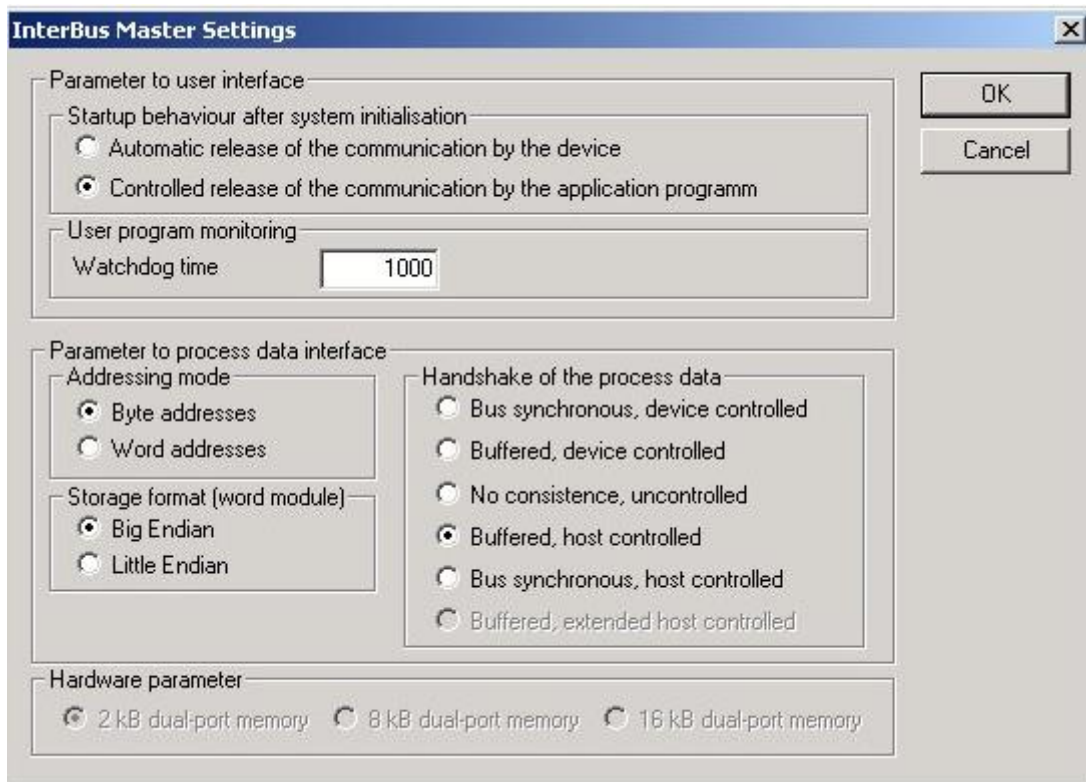 InterBus Master Settings
Parameter to user interface
Startup behaviour after system initialisation
Automatic release of the communication by the device
Controlled release of the communication by the application programm
User program monitoring
Watchdog time 1000
OK
Cancel
Parameter to process data interface
Addressing mode
Byte addresses
Word addresses
Storage format (word module)
Big Endian
Little Endian
Handshake of the process data
Bus synchronous, device controlled
Buffered, device controlled
No consistence, uncontrolled
Buffered, host controlled
Bus synchronous, host controlled
Buffered, extended host controlled
Hardware parameter
2 kB dual-port memory 8 kB dual-port memory 16 kB dual-port memory